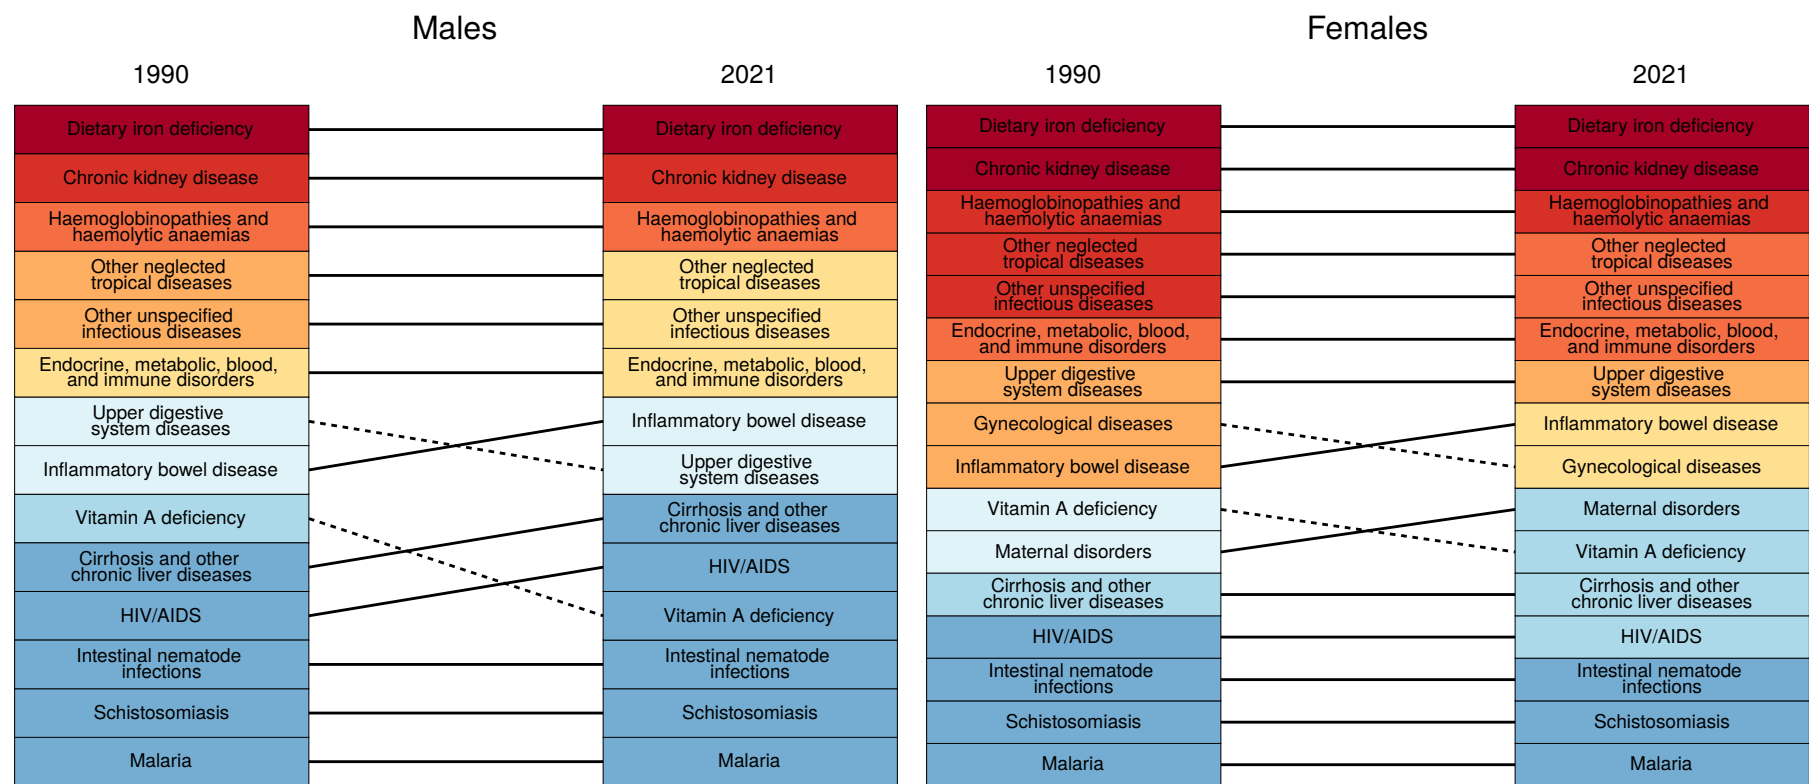 Males
1990
2021
Dietary iron deficiency
Chronic kidney disease
Haemoglobinopathies and
haemolytic anaemias
Other neglected
tropical diseases
Other unspecified
infectious diseases
Endocrine, metabolic, blood,
and immune disorders
Upper digestive
system diseases
Inflammatory bowel disease
Vitamin A deficiency
Cirrhosis and other
chronic liver diseases
HIV/AIDS
Intestinal nematode
infections
Schistosomiasis
Malaria
Dietary iron deficiency
Chronic kidney disease
Haemoglobinopathies and
haemolytic anaemias
Other neglected
tropical diseases
Other unspecified
infectious diseases
Endocrine, metabolic, blood,
and immune disorders
Inflammatory bowel disease
Upper digestive
system diseases
Cirrhosis and other
chronic liver diseases
HIV/AIDS
Vitamin A deficiency
Intestinal nematode
infections
Schistosomiasis
Malaria
Females
1990
2021
Dietary iron deficiency
Chronic kidney disease
Haemoglobinopathies and
haemolytic anaemias
Other neglected
tropical diseases
Other unspecified
infectious diseases
Endocrine, metabolic, blood,
and immune disorders
Upper digestive
system diseases
Gynecological diseases
Inflammatory bowel disease
Vitamin A deficiency
Maternal disorders
Cirrhosis and other
chronic liver diseases
HIV/AIDS
Intestinal nematode
infections
Schistosomiasis
Malaria
Dietary iron deficiency
Chronic kidney disease
Haemoglobinopathies and
haemolytic anaemias
Other neglected
tropical diseases
Other unspecified
infectious diseases
Endocrine, metabolic, blood,
and immune disorders
Upper digestive
system diseases
Inflammatory bowel disease
Gynecological diseases
Maternal disorders
Vitamin A deficiency
Cirrhosis and other
chronic liver diseases
HIV/AIDS
Intestinal nematode
infections
Schistosomiasis
Malaria